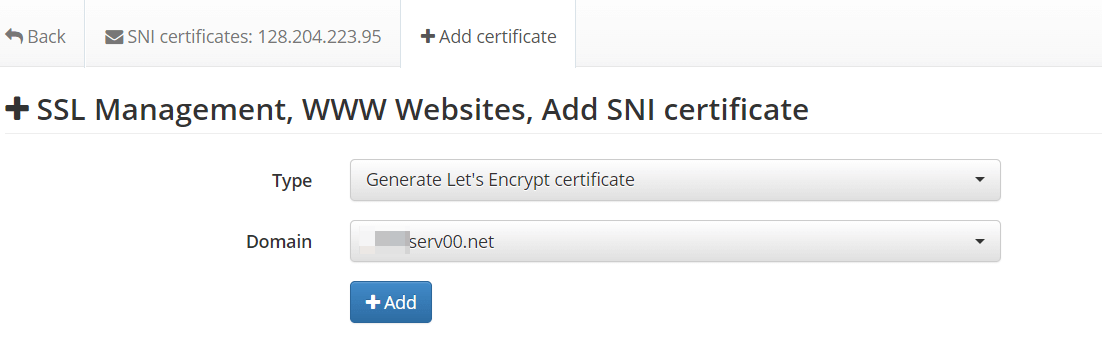 Back
SNI certificates: 128.204.223.95
Add certificate
SSL Management, WWW Websites, Add SNI certificate
Type
Generate Let's Encrypt certificate
Domain
serv00.net
Add